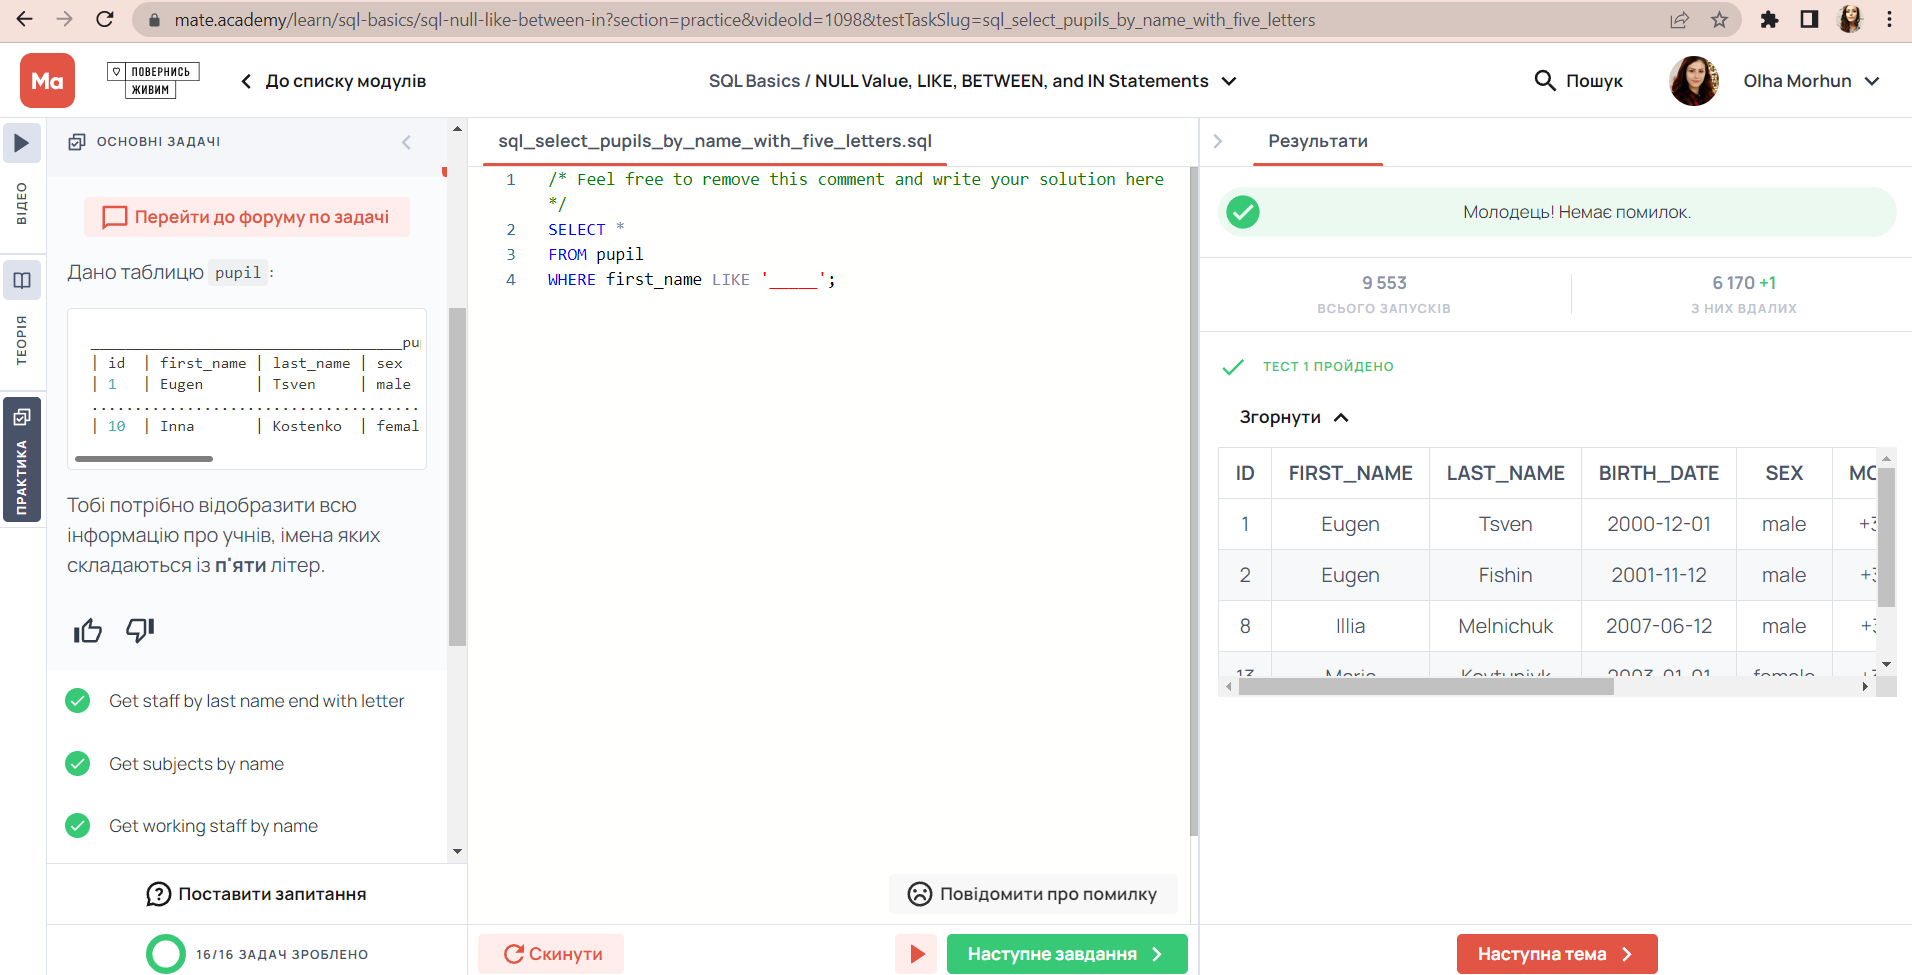 mate.academy/learn/sql-basics/sql-null-like-between-in?section=practice&videoId=1098&testTaskSlug=sql_select_pupils_by_name_with_five_letters
Ma
ПОВЕРНИСЬ
ЖИВИМ
До списку модулів
SQL Basics / NULL Value, LIKE, BETWEEN, and IN Statements
Пошук
Olha Morhun
ВІДЕО
ТЕОРІЯ
ПРАКТИКА
ОСНОВНІ ЗАДАЧІ
Перейти до форуму по задачі
Дано таблицю pupil :
____________________________________pu
| id | first_name | last_name | sex
| 1 | Eugen | Tsven | male
......................................
| 10 | Inna | Kostenko | femal
Тобі потрібно відобразити всю
інформацію про учнів, імена яких
складаються із п'яти літер.
Get staff by last name end with letter
Get subjects by name
Get working staff by name
Поставити запитання
16/16 ЗАДАЧ ЗРОБЛЕНО
sql_select_pupils_by_name_with_five_letters.sql
1 /* Feel free to remove this comment and write your solution here
*/
2 SELECT *
3 FROM pupil
4 WHERE first_name LIKE '_____';
Повідомити про помилку
Скинути
Наступне завдання
Результати
Молодець! Немає помилок.
9 553
ВСЬОГО ЗАПУСКІВ
6 170 +1
З НИХ ВДАЛИХ
ТЕСТ 1 ПРОЙДЕНО
Згорнути
ID FIRST_NAME LAST_NAME BIRTH_DATE SEX MO
1 Eugen Tsven 2000-12-01 male +3
2 Eugen Fishin 2001-11-12 male +3
8 Illia Melnichuk 2007-06-12 male +3
13 Maria 2003-01-01 female
Наступна тема